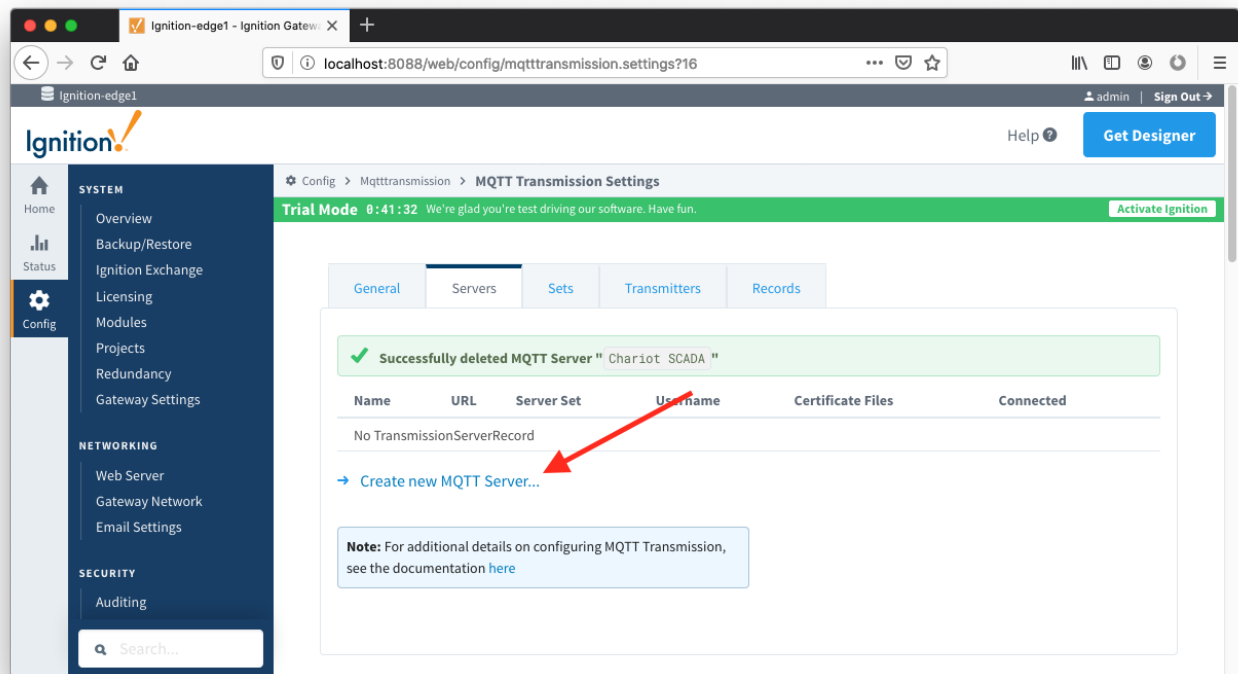 Ignition-edge1 - Ignition Gatew
localhost:8088/web/config/mqtttransmission.settings?16
Ignition-edge1
admin | Sign Out
Ignition!
Help
Get Designer
Home
Status
Config
SYSTEM
Overview
Backup/Restore
Ignition Exchange
Licensing
Modules
Projects
Redundancy
Gateway Settings
NETWORKING
Web Server
Gateway Network
Email Settings
SECURITY
Auditing
Search...
Config > Mqtttransmission > MQTT Transmission Settings
Trial Mode 0:41:32 We're glad you're test driving our software. Have fun.
Activate Ignition
General Servers Sets Transmitters Records
Successfully deleted MQTT Server " Chariot SCADA "
Name URL Server Set Username Certificate Files Connected
No TransmissionServerRecord
→ Create new MQTT Server...
Note: For additional details on configuring MQTT Transmission,
see the documentation here